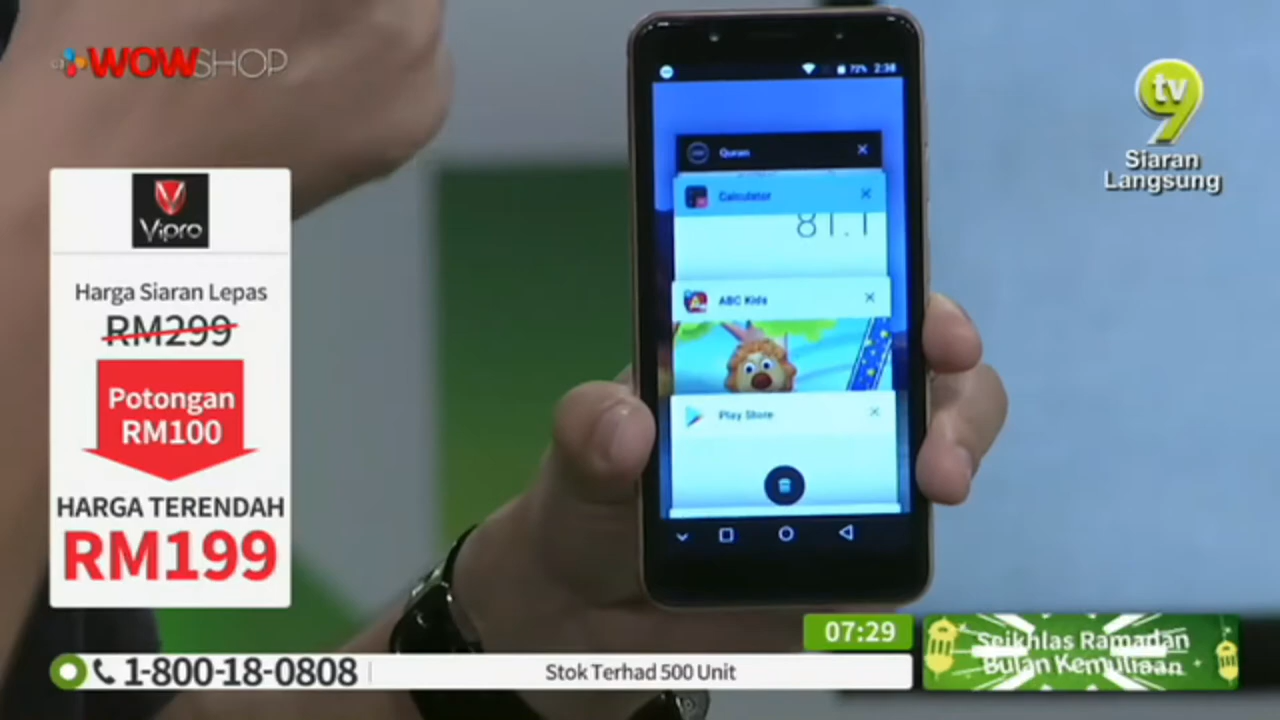 CJ WOWSHOP
tv9
Siaran
Langsung
Vipro
Harga Siaran Lepas
RM299
Potongan
RM100
HARGA TERENDAH
RM199
72% 2:38
Quran
Calculator
81.1
ABC Kids
Play Store
07:29
1-800-18-0808
Stok Terhad 500 Unit
Seikhlas Ramadan
Bulan Kemuliaan